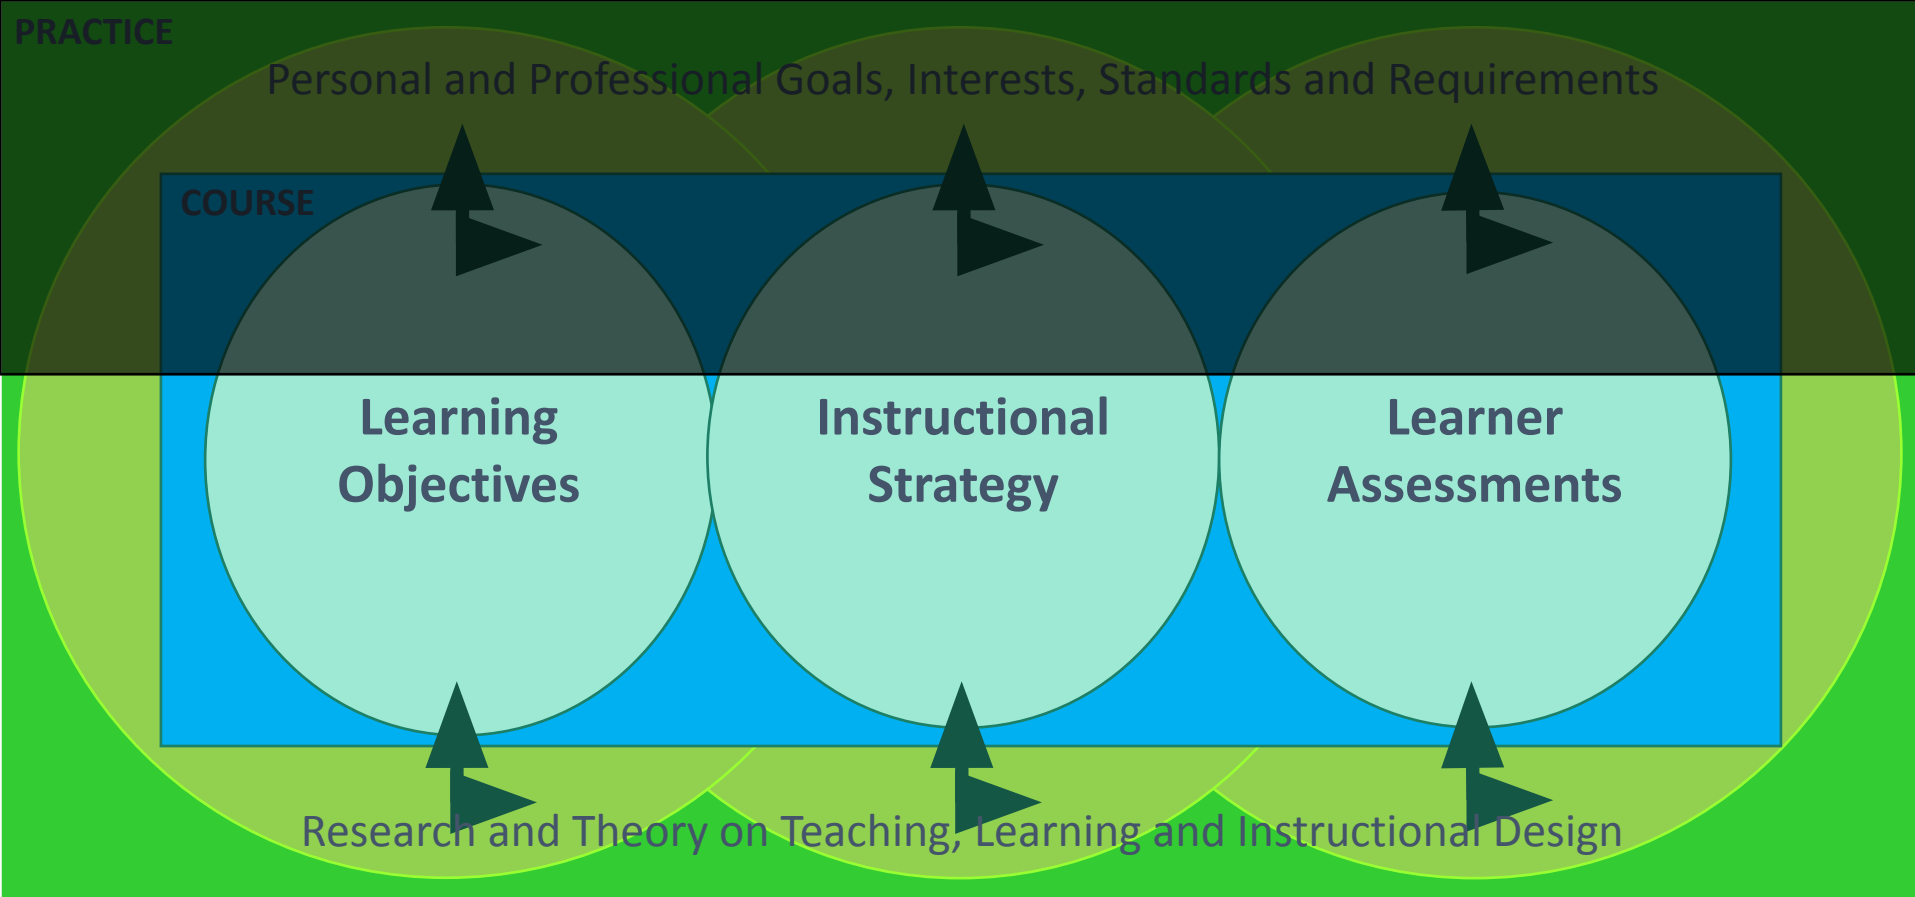 PRACTICE
Personal and Professional Goals, Interests, Standards and Requirements
COURSE
Learning
Objectives
Instructional
Strategy
Learner
Assessments
Research and Theory on Teaching, Learning and Instructional Design